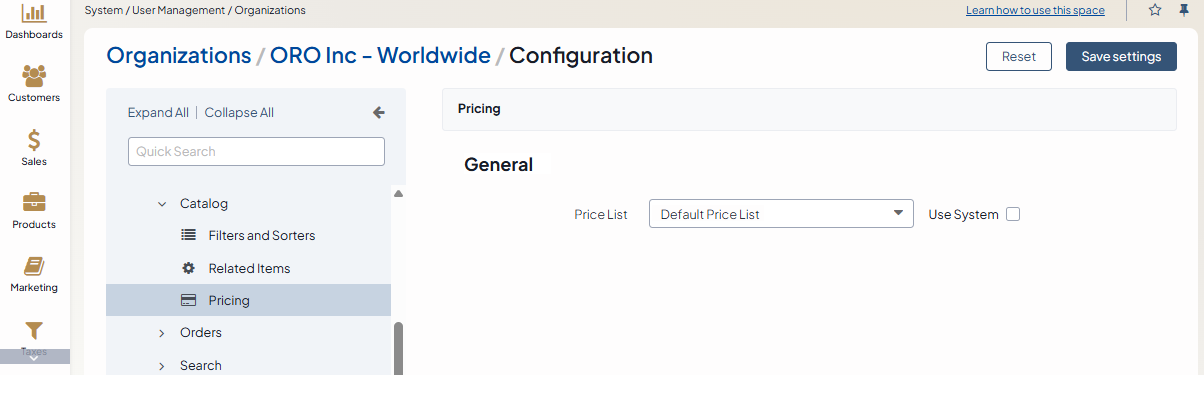 System / User Management / Organizations
Learn how to use this space
Dashboards
Customers
Sales
Products
Marketing
Taxes
Organizations / ORO Inc - Worldwide / Configuration
Reset
Save settings
Expand All | Collapse All
Quick Search
Catalog
Filters and Sorters
Related Items
Pricing
Orders
Search
Pricing
General
Price List
Default Price List
Use System